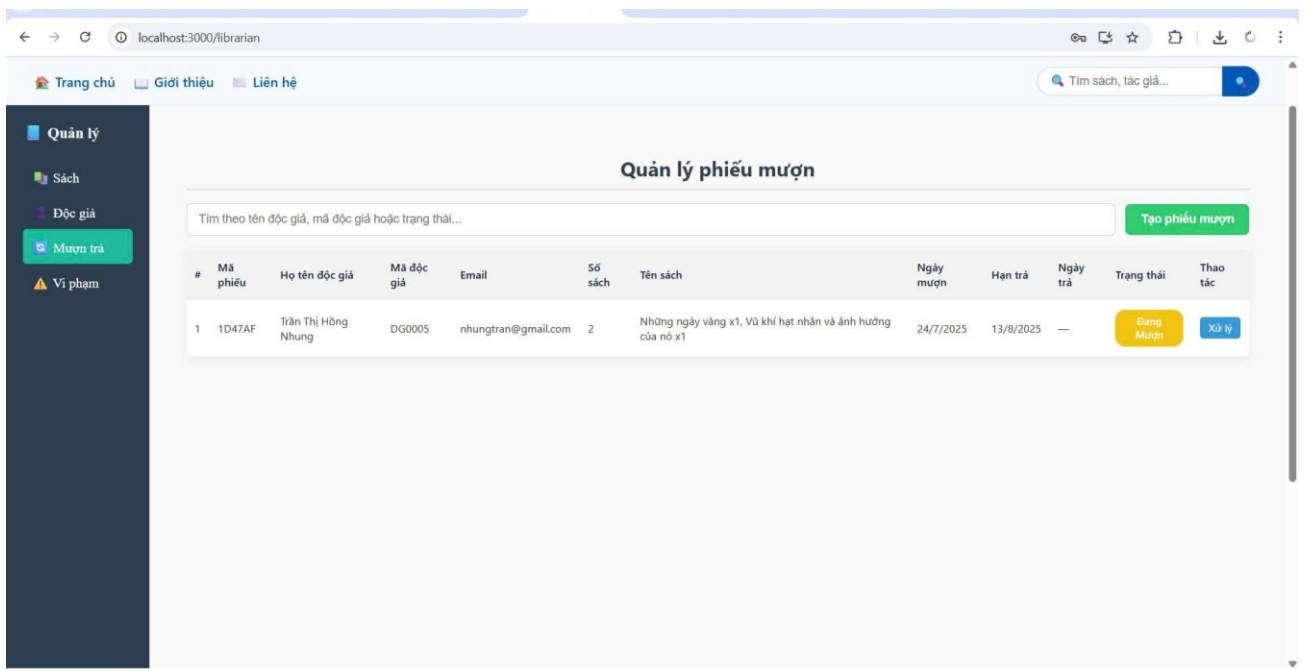 localhost:3000/librarian
Trang chủ Giới thiệu Liên hệ Tìm sách, tác giả...
Quản lý
Sách
Độc giả
Mượn trả
Vi phạm
Quản lý phiếu mượn
Tìm theo tên độc giả, mã độc giả hoặc trạng thái... Tạo phiếu mượn
# Mã phiếu Họ tên độc giả Mã độc giả Email Số sách Tên sách Ngày mượn Hạn trả Ngày trả Trạng thái Thao tác
1 1D47AF Trần Thị Hồng Nhung DG0005 nhungtran@gmail.com 2 Những ngày vàng x1, Vũ khí hạt nhân và ảnh hưởng của nó x1 24/7/2025 13/8/2025 — Đang Mượn Xử lý